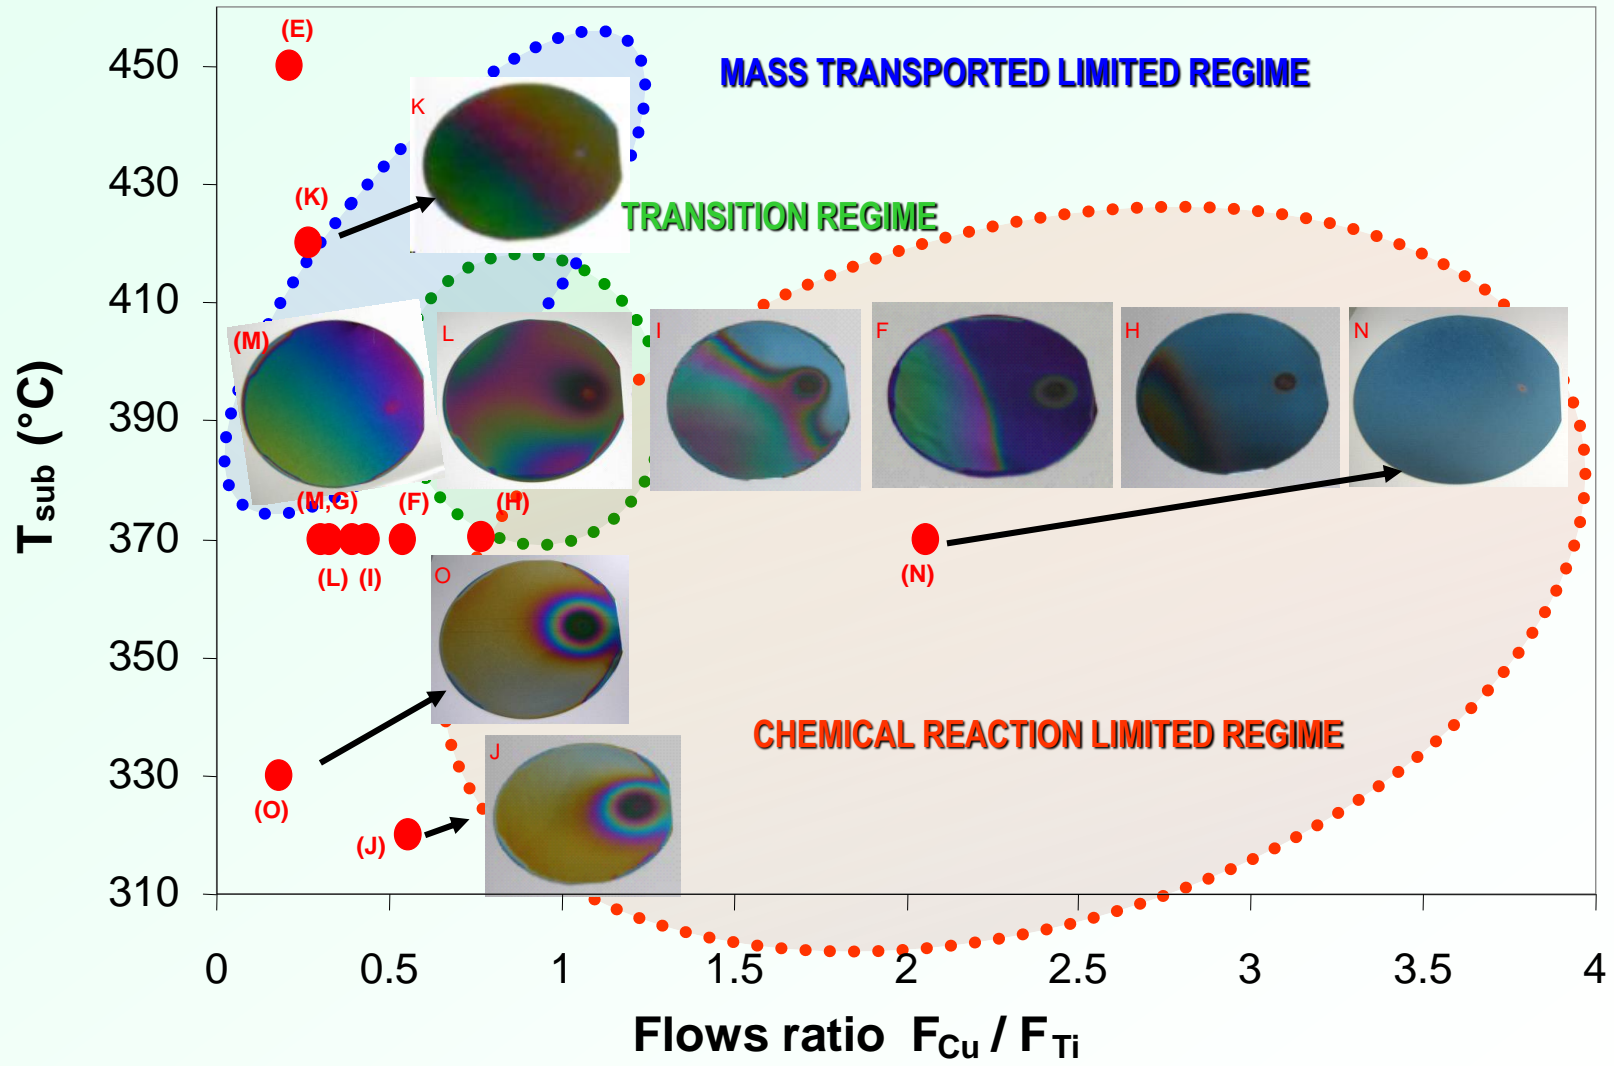 (E)
450
MASS TRANSPORTED LIMITED REGIME
K
430
(K)
TRANSITION REGIME
410
(M)
L
I
F
H
N
390
(M,G)
(F)
(H)
370
(L)
(I)
(N)
O
350
CHEMICAL REACTION LIMITED REGIME
J
330
(O)
(J)
310
0
0.5
1
1.5
2
2.5
3
3.5
4
Tsub (°C)
Flows ratio FCu / FTi